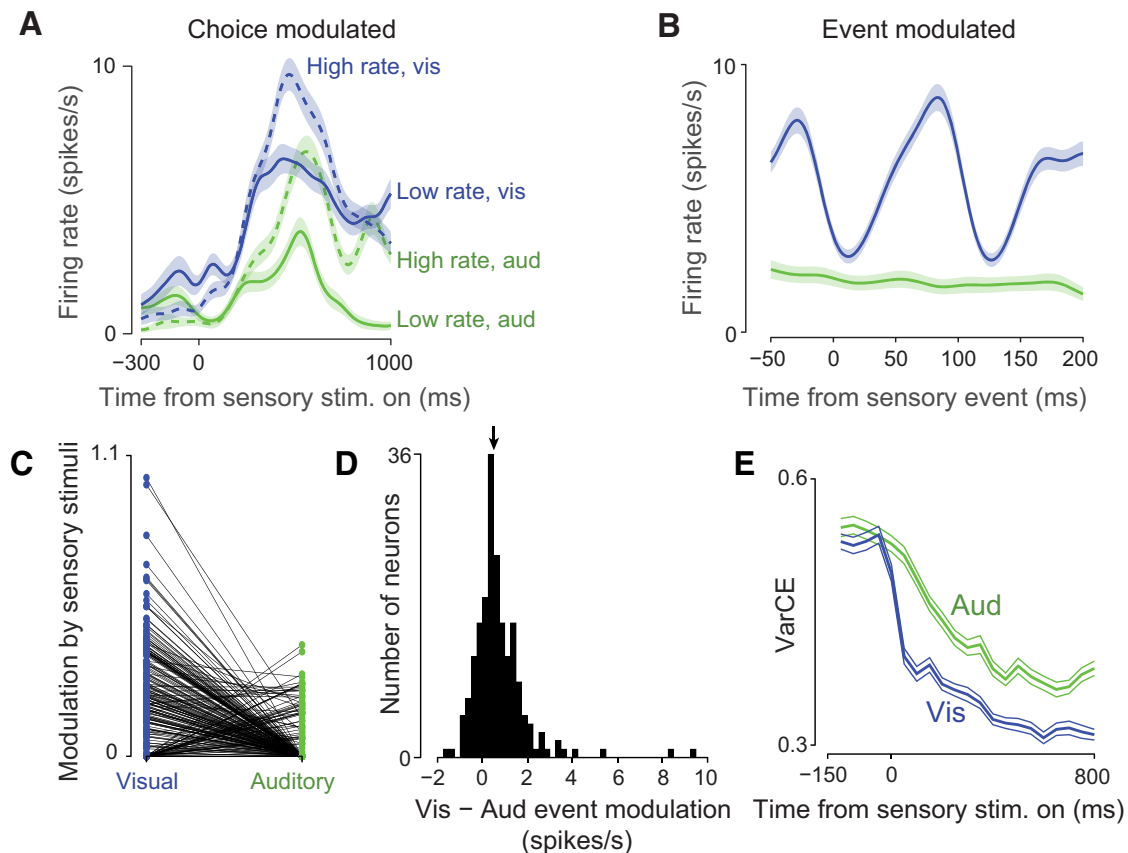 A
Choice modulated
10
0
Firing rate (spikes/s)
High rate, vis
Low rate, vis
High rate, aud
Low rate, aud
−300
0
1000
Time from sensory stim. on (ms)
B
Event modulated
10
0
Firing rate (spikes/s)
−50
0
50
100
150
200
Time from sensory event (ms)
C
Modulation by sensory stimuli
1.1
0
Visual
Auditory
D
Number of neurons
36
0
−2
0
2
4
6
8
10
Vis − Aud event modulation
(spikes/s)
E
0.6
0.3
VarCE
Aud
Vis
−150
0
800
Time from sensory stim. on (ms)